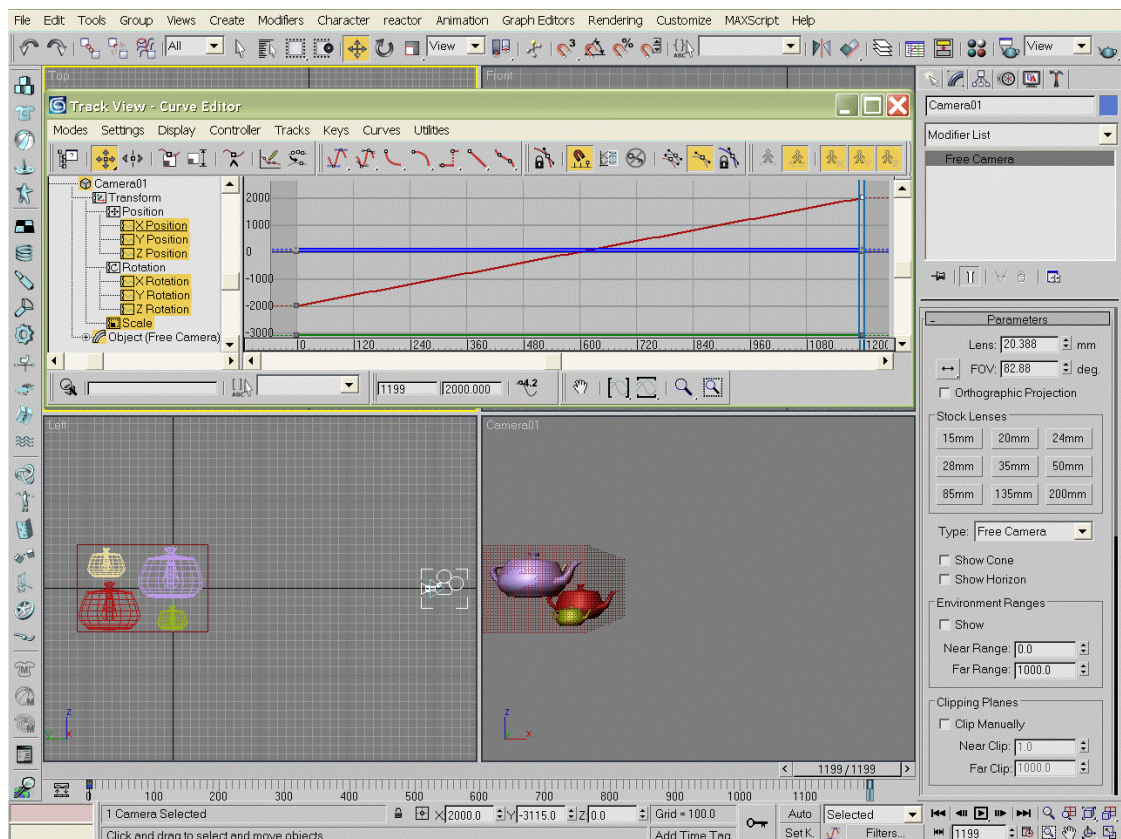 File Edit Tools Group Views Create Modifiers Character reactor Animation Graph Editors Rendering Customize MAXScript Help
All View View
Top Front
Track View - Curve Editor
Modes Settings Display Controller Tracks Keys Curves Utilities
Camera01
Transform
Position
X Position
Y Position
Z Position
Rotation
X Rotation
Y Rotation
Z Rotation
Scale
Object (Free Camera)
2000
1000
0
-1000
-2000
-3000
0 120 240 360 480 600 720 840 960 1080 1200
1199 2000.000 4.2
Left Camera01
z
y x
z
x
Camera01
Modifier List
Free Camera
Parameters
Lens: 20.388 mm
FOV: 82.88 deg.
Orthographic Projection
Stock Lenses
15mm 20mm 24mm
28mm 35mm 50mm
85mm 135mm 200mm
Type: Free Camera
Show Cone
Show Horizon
Environment Ranges
Show
Near Range: 0.0
Far Range: 1000.0
Clipping Planes
Clip Manually
Near Clip: 1.0
Far Clip: 1000.0
< 1199 / 1199 >
0 100 200 300 400 500 600 700 800 900 1000 1100
1 Camera Selected X 2000.0 Y -3115.0 Z 0.0 Grid = 100.0 Auto Selected
Click and drag to select and move objects Add Time Tag Set K. Filters... 1199